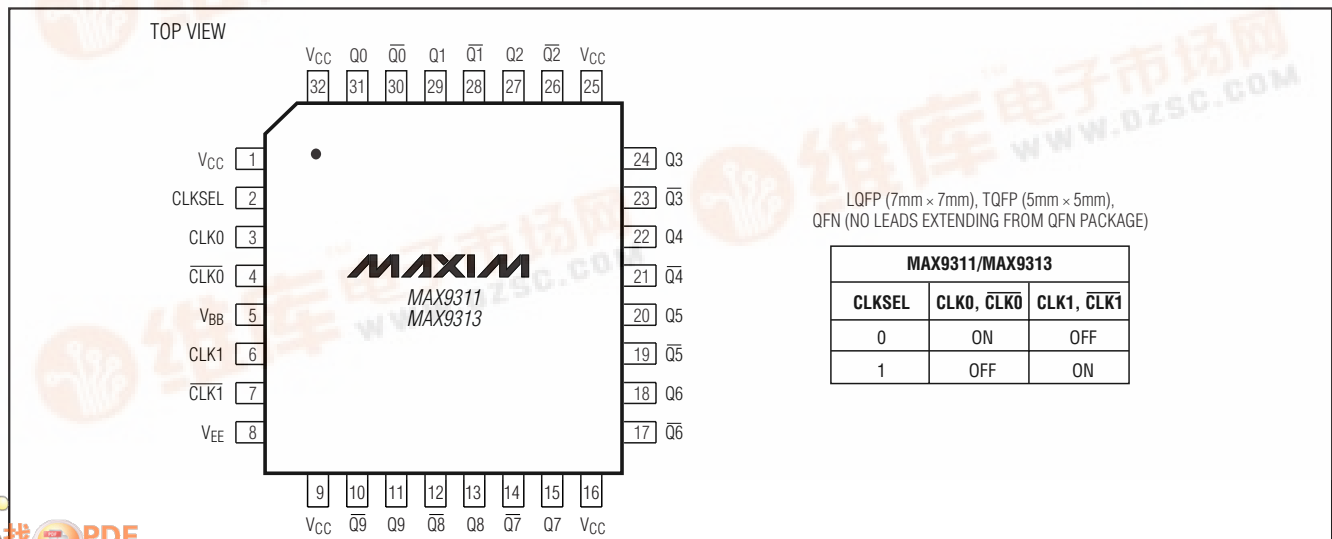 TOP VIEW
VCC Q0 Q̅0̅ Q1 Q̅1̅ Q2 Q̅2̅ VCC
32 31 30 29 28 27 26 25
VCC 1
CLKSEL 2
CLK0 3
C̅L̅K̅0̅ 4
VBB 5
CLK1 6
C̅L̅K̅1̅ 7
VEE 8
MAXIM
MAX9311
MAX9313
24 Q3
23 Q̅3̅
22 Q4
21 Q̅4̅
20 Q5
19 Q̅5̅
18 Q6
17 Q̅6̅
9 10 11 12 13 14 15 16
VCC Q̅9̅ Q9 Q̅8̅ Q8 Q̅7̅ Q7 VCC
LQFP (7mm × 7mm), TQFP (5mm × 5mm),
QFN (NO LEADS EXTENDING FROM QFN PACKAGE)
MAX9311/MAX9313
CLKSEL CLK0, C̅L̅K̅0̅ CLK1, C̅L̅K̅1̅
0 ON OFF
1 OFF ON
维库电子市场网
WWW.DZSC.COM
PDF